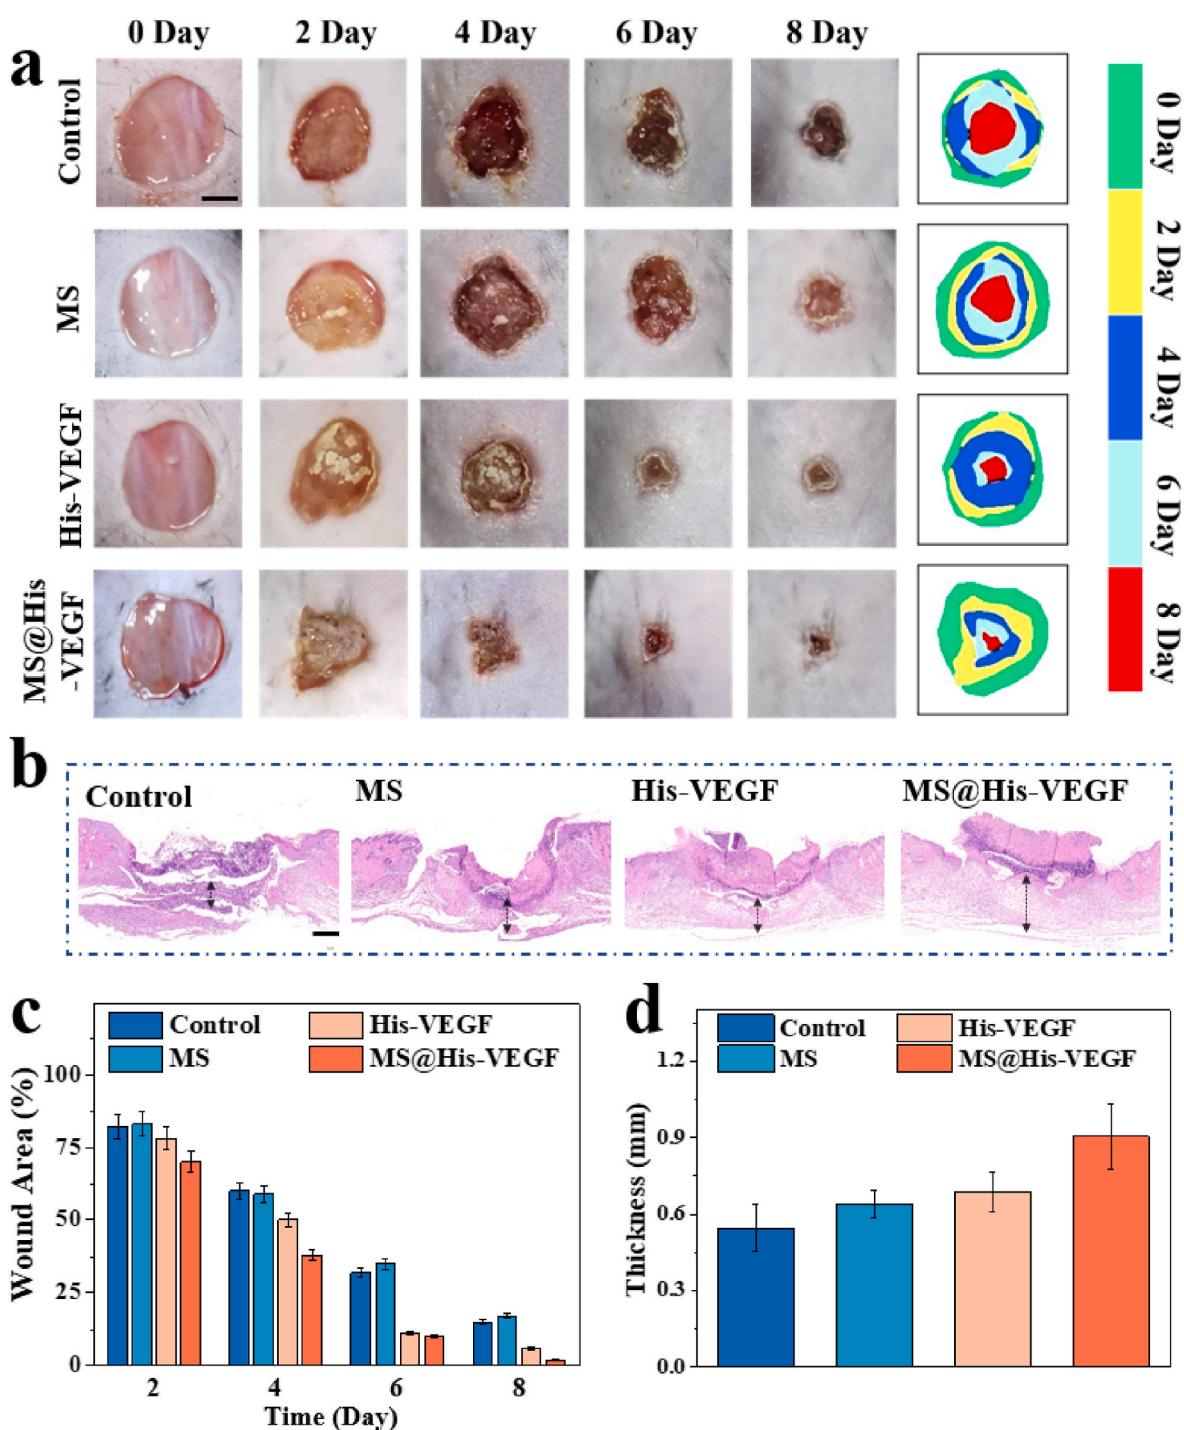 0 Day 2 Day 4 Day 6 Day 8 Day
a
Control
MS
His-VEGF
MS@His
-VEGF
0 Day
2 Day
4 Day
6 Day
8 Day
b
Control
MS
His-VEGF
MS@His-VEGF
c
Control
MS
His-VEGF
MS@His-VEGF
Wound Area (%)
100
75
50
25
0
2 4 6 8
Time (Day)
d
Control
MS
His-VEGF
MS@His-VEGF
Thickness (mm)
1.2
0.9
0.6
0.3
0.0